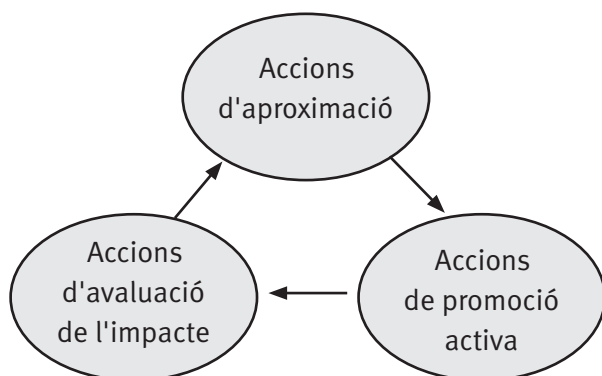 Accions
d'aproximació
Accions
d'avaluació
de l'impacte
Accions
de promoció
activa